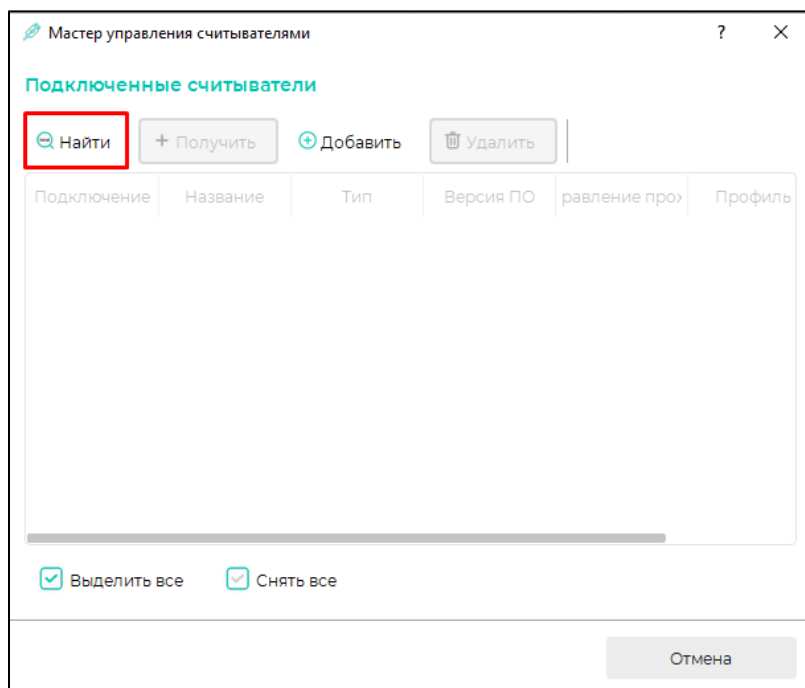 Мастер управления считывателями ?
Подключенные считыватели
Найти + Получить Добавить Удалить
Подключение Название Тип Версия ПО равление прох Профиль
Выделить все Снять все
Отмена